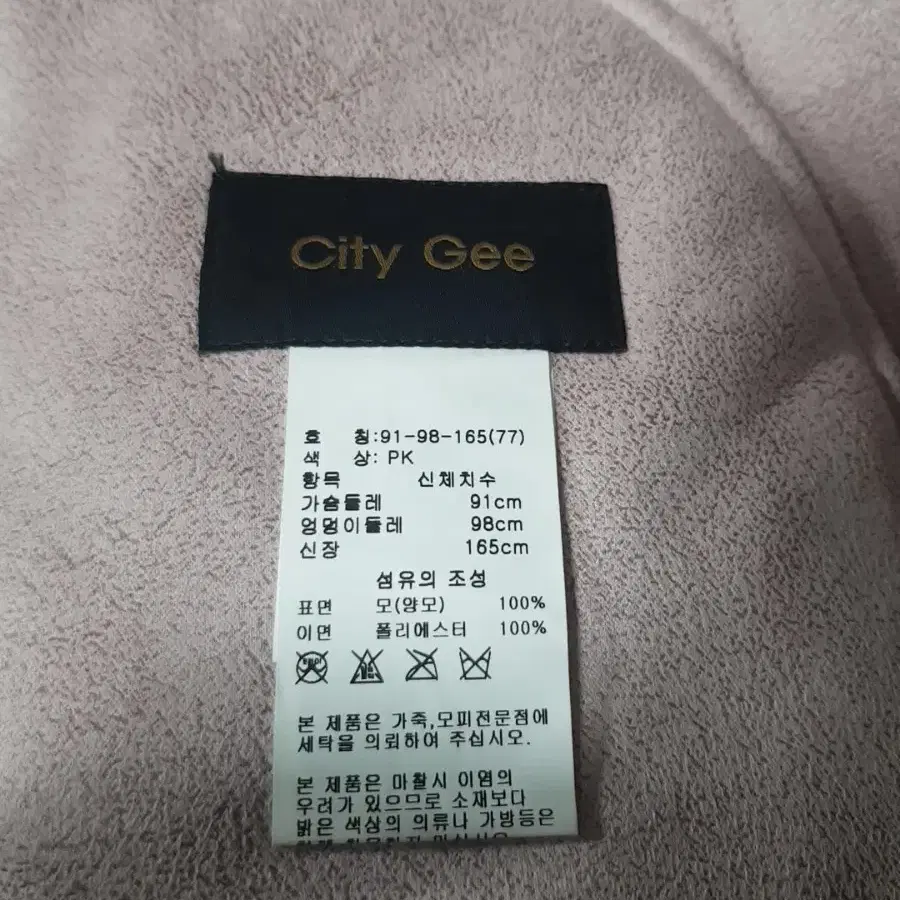 City Gee
호 칭:91-98-165(77)
색 상: PK
항목 신체치수
가슴둘레 91cm
엉덩이둘레 98cm
신장 165cm
섬유의 조성
표면 모(양모) 100%
이면 폴리에스터 100%
본 제품은 가죽,모피전문점에
세탁을 의뢰하여 주십시오.
본 제품은 마찰시 이염의
우려가 있으므로 소재보다
밝은 색상의 의류나 가방등은